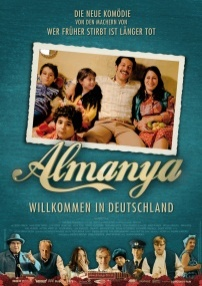 DIE NEUE KOMÖDIE
VON DEN MACHERN VON
WER FRÜHER STIRBT IST LÄNGER TOT
Almanya
WILLKOMMEN IN DEUTSCHLAND